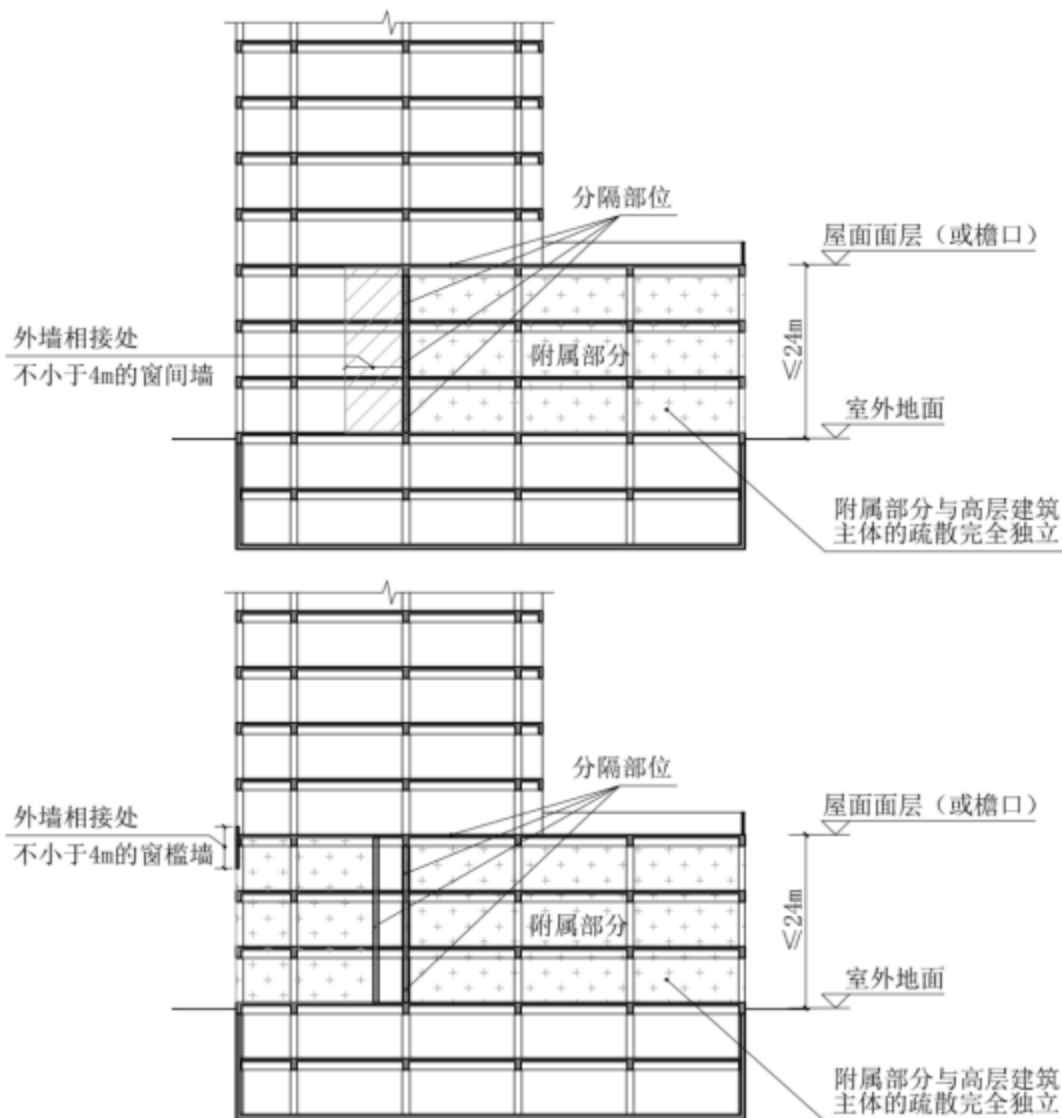 分隔部位
屋面面层（或檐口）
外墙相接处
不小于4m的窗间墙
附属部分
≤24m
室外地面
附属部分与高层建筑
主体的疏散完全独立
分隔部位
屋面面层（或檐口）
外墙相接处
不小于4m的窗槛墙
附属部分
≤24m
室外地面
附属部分与高层建筑
主体的疏散完全独立